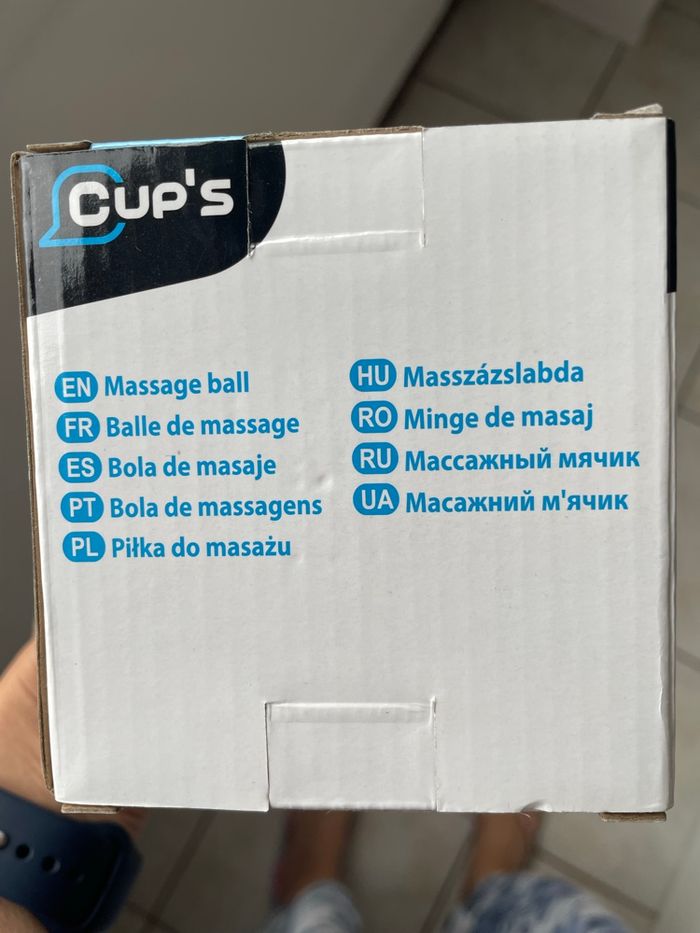 Cup's
EN Massage ball
FR Balle de massage
ES Bola de masaje
PT Bola de massagens
PL Piłka do masażu
HU Masszázslabda
RO Minge de masaj
RU Массажный мячик
UA Масажний м'ячик